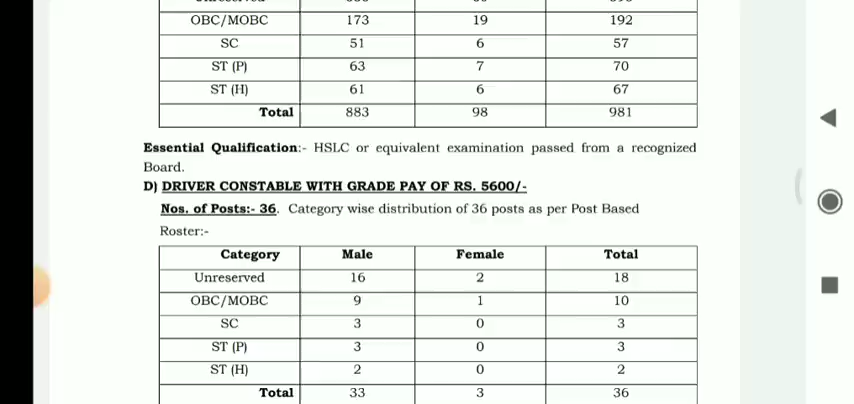 OBC/MOBC 173 19 192
SC 51 6 57
ST (P) 63 7 70
ST (H) 61 6 67
Total 883 98 981
Essential Qualification:- HSLC or equivalent examination passed from a recognized
Board.
D) DRIVER CONSTABLE WITH GRADE PAY OF RS. 5600/-
Nos. of Posts:- 36. Category wise distribution of 36 posts as per Post Based
Roster:-
Category Male Female Total
Unreserved 16 2 18
OBC/MOBC 9 1 10
SC 3 0 3
ST (P) 3 0 3
ST (H) 2 0 2
Total 33 3 36